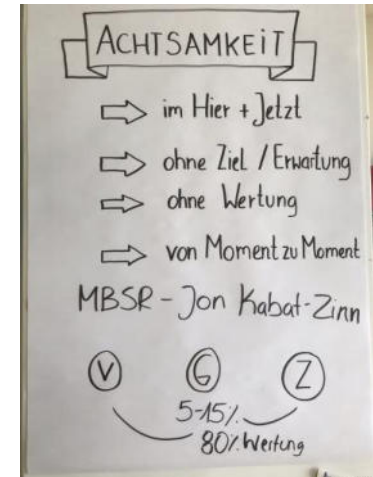 ACHTSAMKEIT
im Hier + Jetzt
ohne Ziel / Erwartung
ohne Wertung
von Moment zu Moment
MBSR - Jon Kabat-Zinn
V G Z
5-15%
80% Wertung